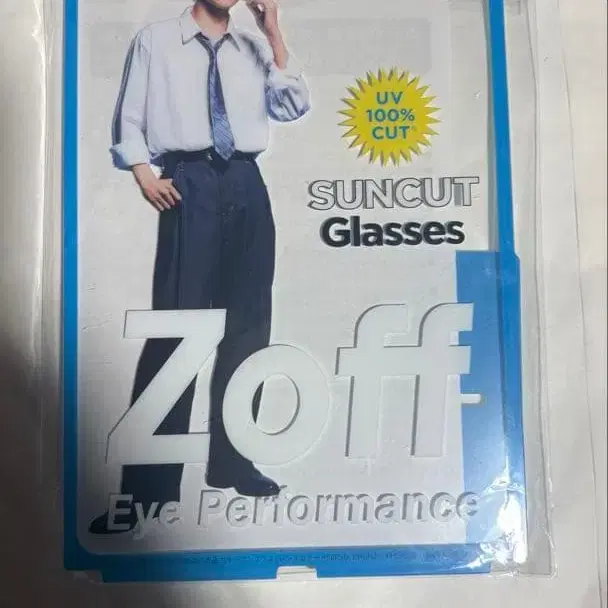 UV
100%
CUT
SUNCUT
Glasses
Zoff
Eye Performance